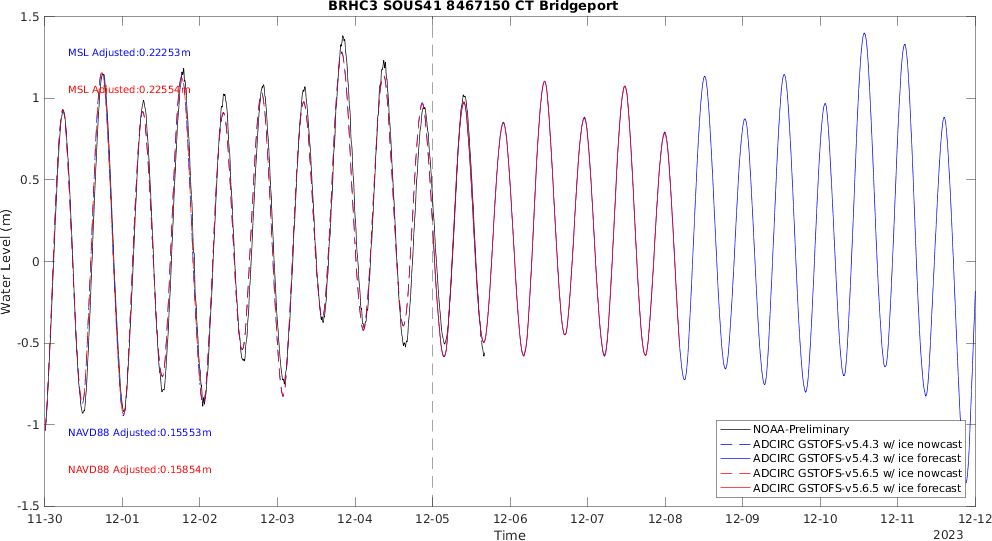 BRHC3 SOUS41 8467150 CT Bridgeport
1.5
MSL Adjusted:0.22253m
MSL Adjusted:0.22554m
1
0.5
Water Level (m)
0
-0.5
-1
NAVD88 Adjusted:0.15553m
NAVD88 Adjusted:0.15854m
-1.5
NOAA-Preliminary
ADCIRC GSTOFS-v5.4.3 w/ ice nowcast
ADCIRC GSTOFS-v5.4.3 w/ ice forecast
ADCIRC GSTOFS-v5.6.5 w/ ice nowcast
ADCIRC GSTOFS-v5.6.5 w/ ice forecast
11-30 12-01 12-02 12-03 12-04 12-05 12-06 12-07 12-08 12-09 12-10 12-11 12-12
Time
2023